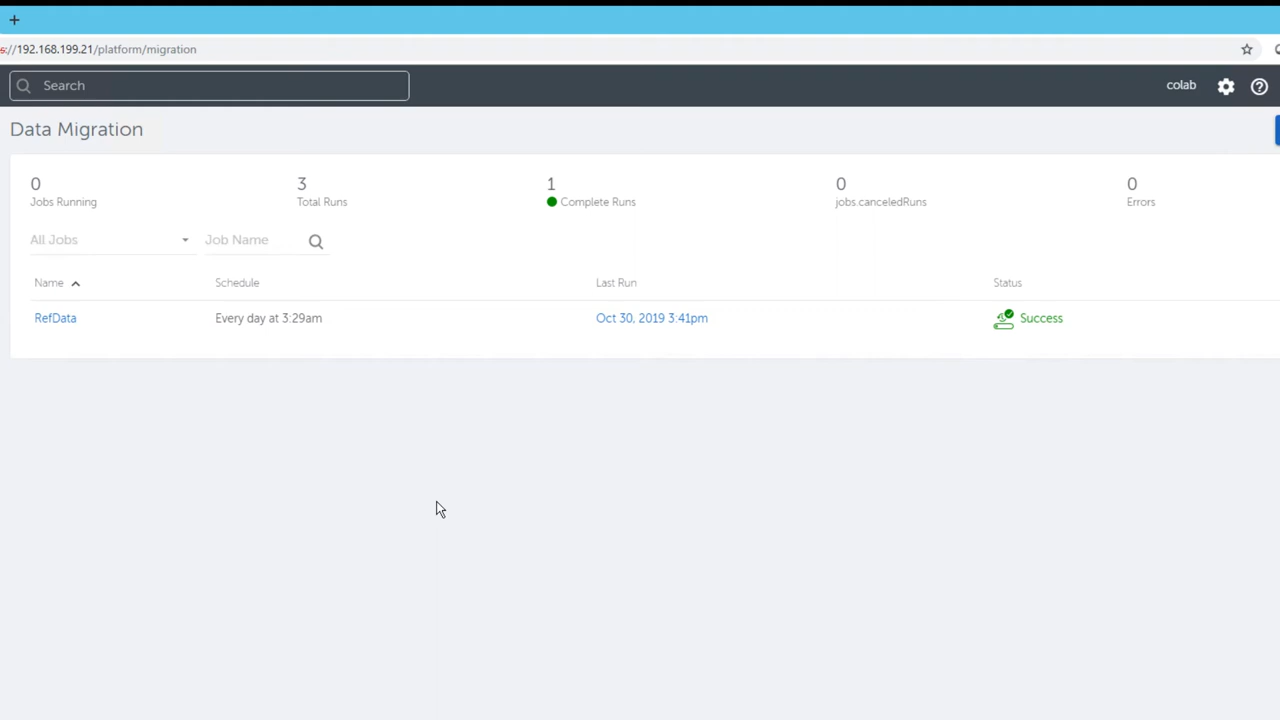 +
s://192.168.199.21/platform/migration
Search
colab
Data Migration
0 3 1 0 0
Jobs Running Total Runs Complete Runs jobs.canceledRuns Errors
All Jobs Job Name
Name Schedule Last Run Status
RefData Every day at 3:29am Oct 30, 2019 3:41pm Success